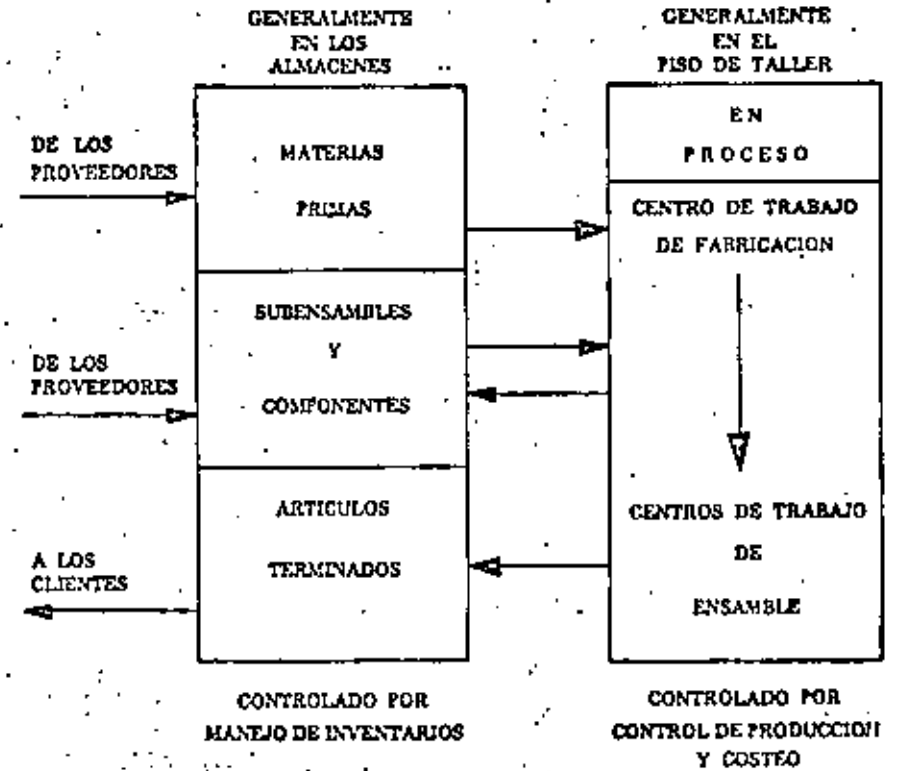 GENERALMENTE
EN LOS
ALMACENES
GENERALMENTE
EN EL
PISO DE TALLER
DE LOS
PROVEEDORES
MATERIAS
PRIMAS
EN
PROCESO
CENTRO DE TRABAJO
DE FABRICACION
DE LOS
PROVEEDORES
SUBENSAMBLES
Y
COMPONENTES
A LOS
CLIENTES
ARTICULOS
TERMINADOS
CENTROS DE TRABAJO
DE
ENSAMBLE
CONTROLADO POR
MANEJO DE INVENTARIOS
CONTROLADO POR
CONTROL DE PRODUCCION
Y COSTEO